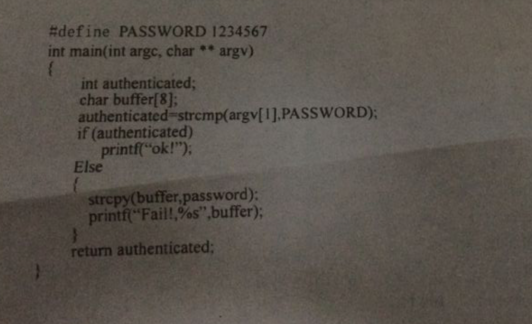 #define PASSWORD 1234567
int main(int argc, char ** argv)
{
int authenticated;
char buffer[8];
authenticated=strcmp(argv[1],PASSWORD);
if (authenticated)
printf(“ok!”);
Else
{
strcpy(buffer,password);
printf(“Fail!,%s”,buffer);
}
return authenticated;
}